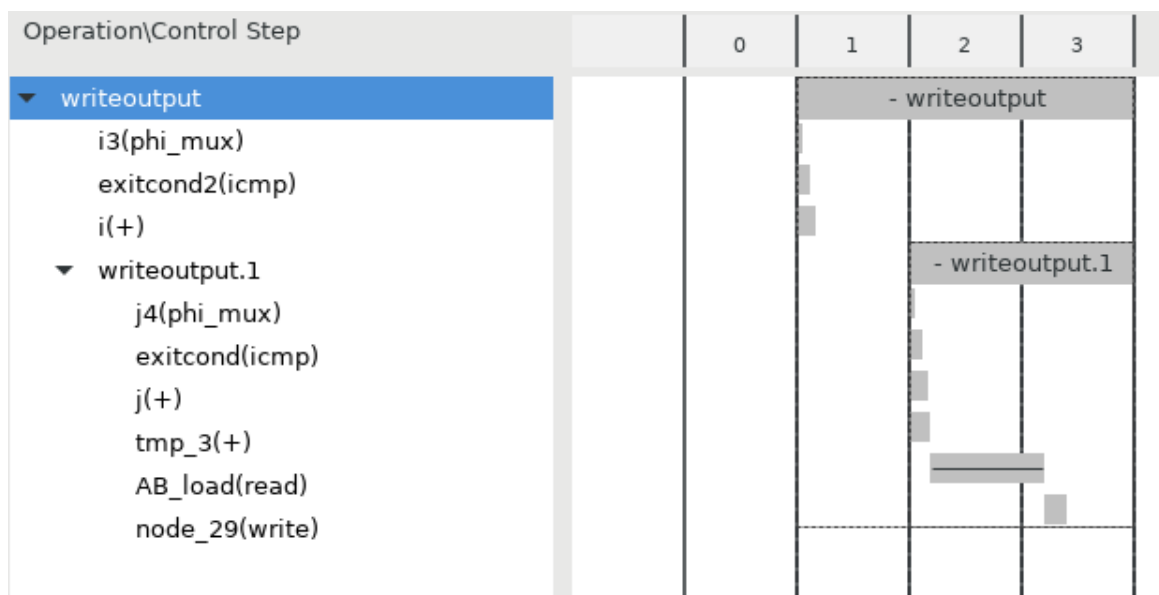 Operation\Control Step
0 1 2 3
writeoutput - writeoutput
i3(phi_mux)
exitcond2(icmp)
i(+)
writeoutput.1 - writeoutput.1
j4(phi_mux)
exitcond(icmp)
j(+)
tmp_3(+)
AB_load(read)
node_29(write)